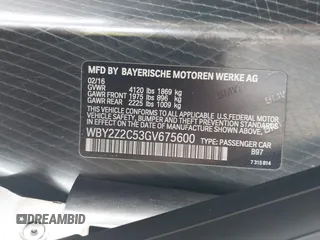 MFD BY BAYERISCHE MOTOREN WERKE AG
02/16
GVWR 4120 lbs 1869 kg
GAWR FRONT 1975 lbs 896 kg
GAWR REAR 2225 lbs 1009 kg
THIS VEHICLE CONFORMS TO ALL APPLICABLE
FEDERAL MOTOR VEHICLE SAFETY, BUMPER, AND
THEFT PREVENTION STANDARDS IN EFFECT ON THE
DATE OF MANUFACTURE SHOWN ABOVE.
WBY2Z2C53GV675600
TYPE: PASSENGER CAR
B97
7 315 814
DREAMBID